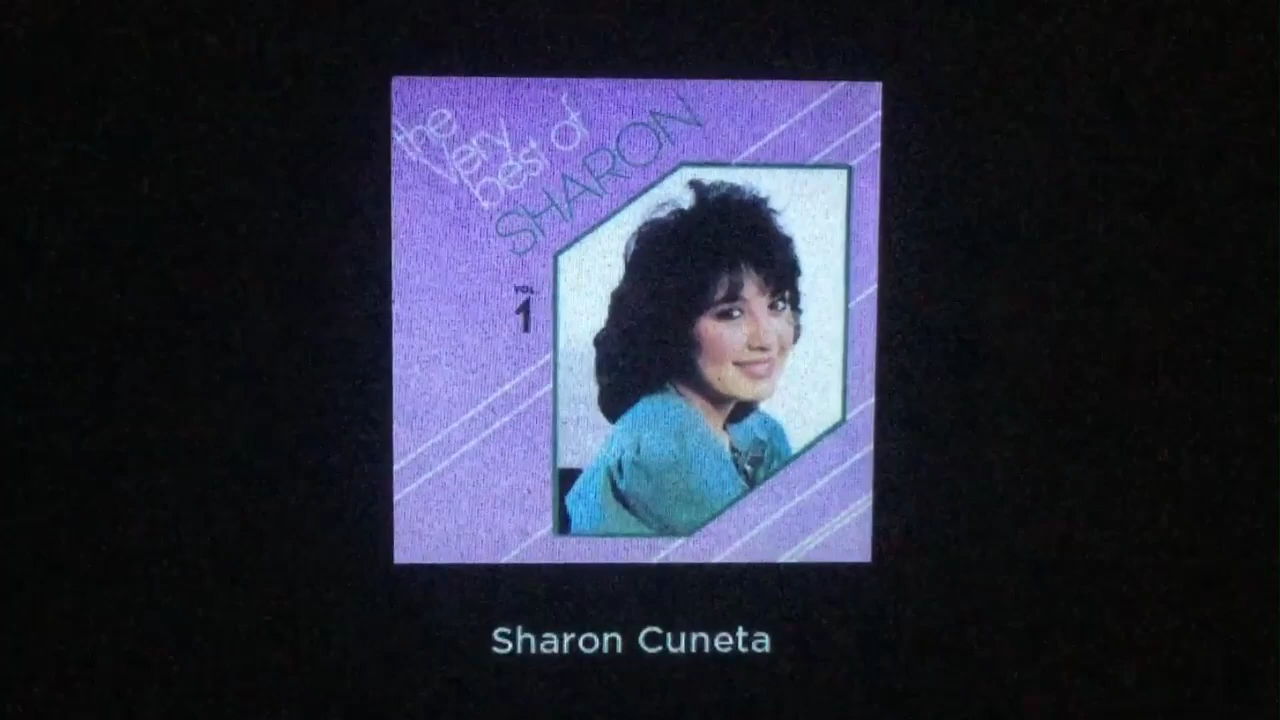 the
very
best of
SHARON
VOL.
1
Sharon Cuneta